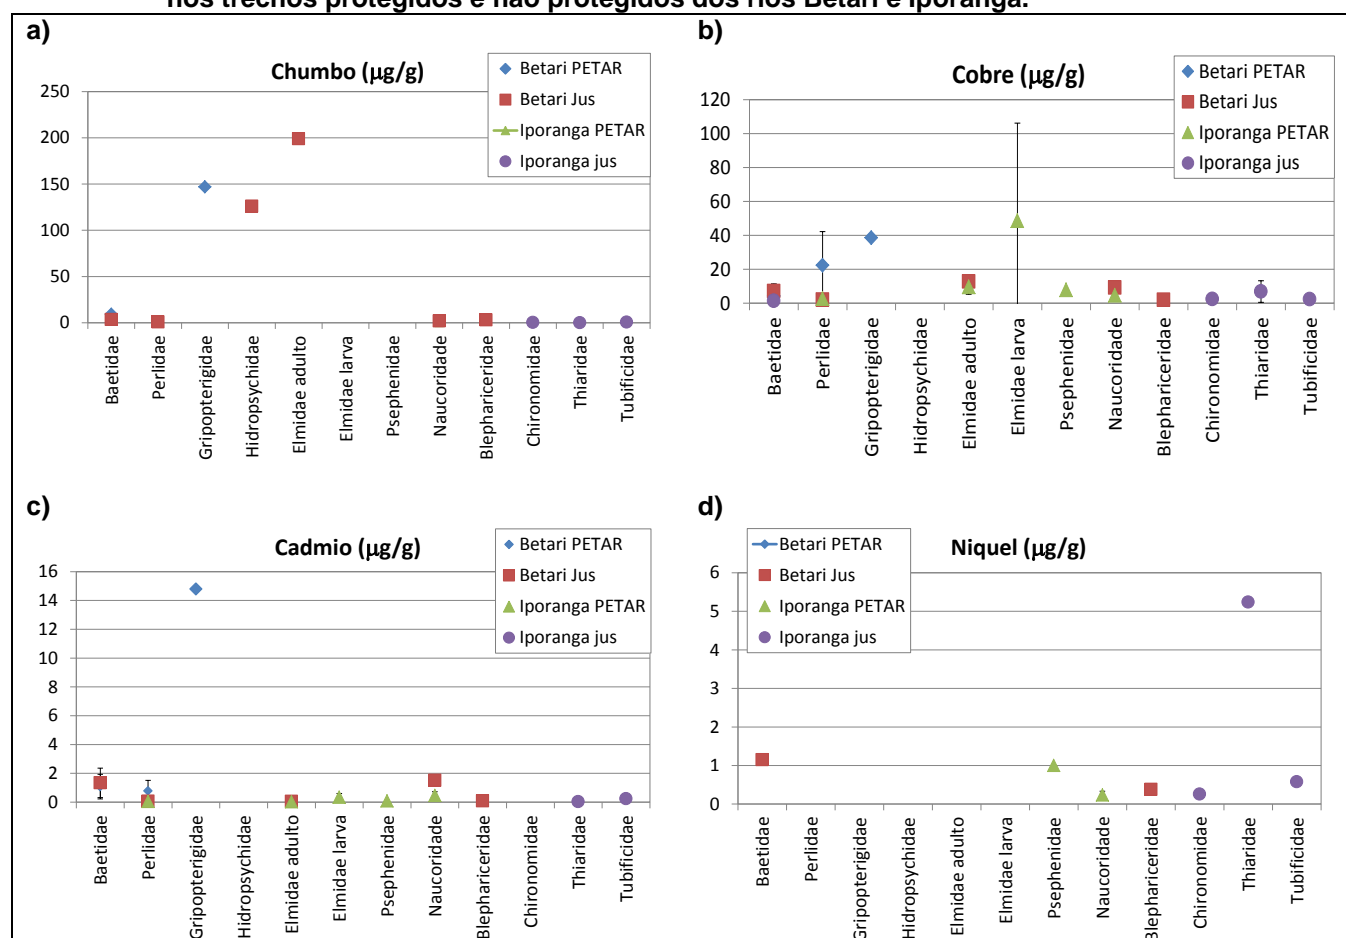 nos trechos protegidos e não protegidos dos rios Betari e Iporanga.
a)
Chumbo (µg/g)
Betari PETAR
Betari Jus
Iporanga PETAR
Iporanga jus
250
200
150
100
50
0
Baetidae
Perlidae
Gripopterigidae
Hidropsychidae
Elmidae adulto
Elmidae larva
Psephenidae
Naucoridade
Blephariceridae
Chironomidae
Thiaridae
Tubificidae
b)
Cobre (µg/g)
Betari PETAR
Betari Jus
Iporanga PETAR
Iporanga jus
120
100
80
60
40
20
0
Baetidae
Perlidae
Gripopterigidae
Hidropsychidae
Elmidae adulto
Elmidae larva
Psephenidae
Naucoridade
Blephariceridae
Chironomidae
Thiaridae
Tubificidae
c)
Cadmio (µg/g)
Betari PETAR
Betari Jus
Iporanga PETAR
Iporanga jus
16
14
12
10
8
6
4
2
0
Baetidae
Perlidae
Gripopterigidae
Hidropsychidae
Elmidae adulto
Elmidae larva
Psephenidae
Naucoridade
Blephariceridae
Chironomidae
Thiaridae
Tubificidae
d)
Niquel (µg/g)
Betari PETAR
Betari Jus
Iporanga PETAR
Iporanga jus
6
5
4
3
2
1
0
Baetidae
Perlidae
Gripopterigidae
Hidropsychidae
Elmidae adulto
Elmidae larva
Psephenidae
Naucoridade
Blephariceridae
Chironomidae
Thiaridae
Tubificidae